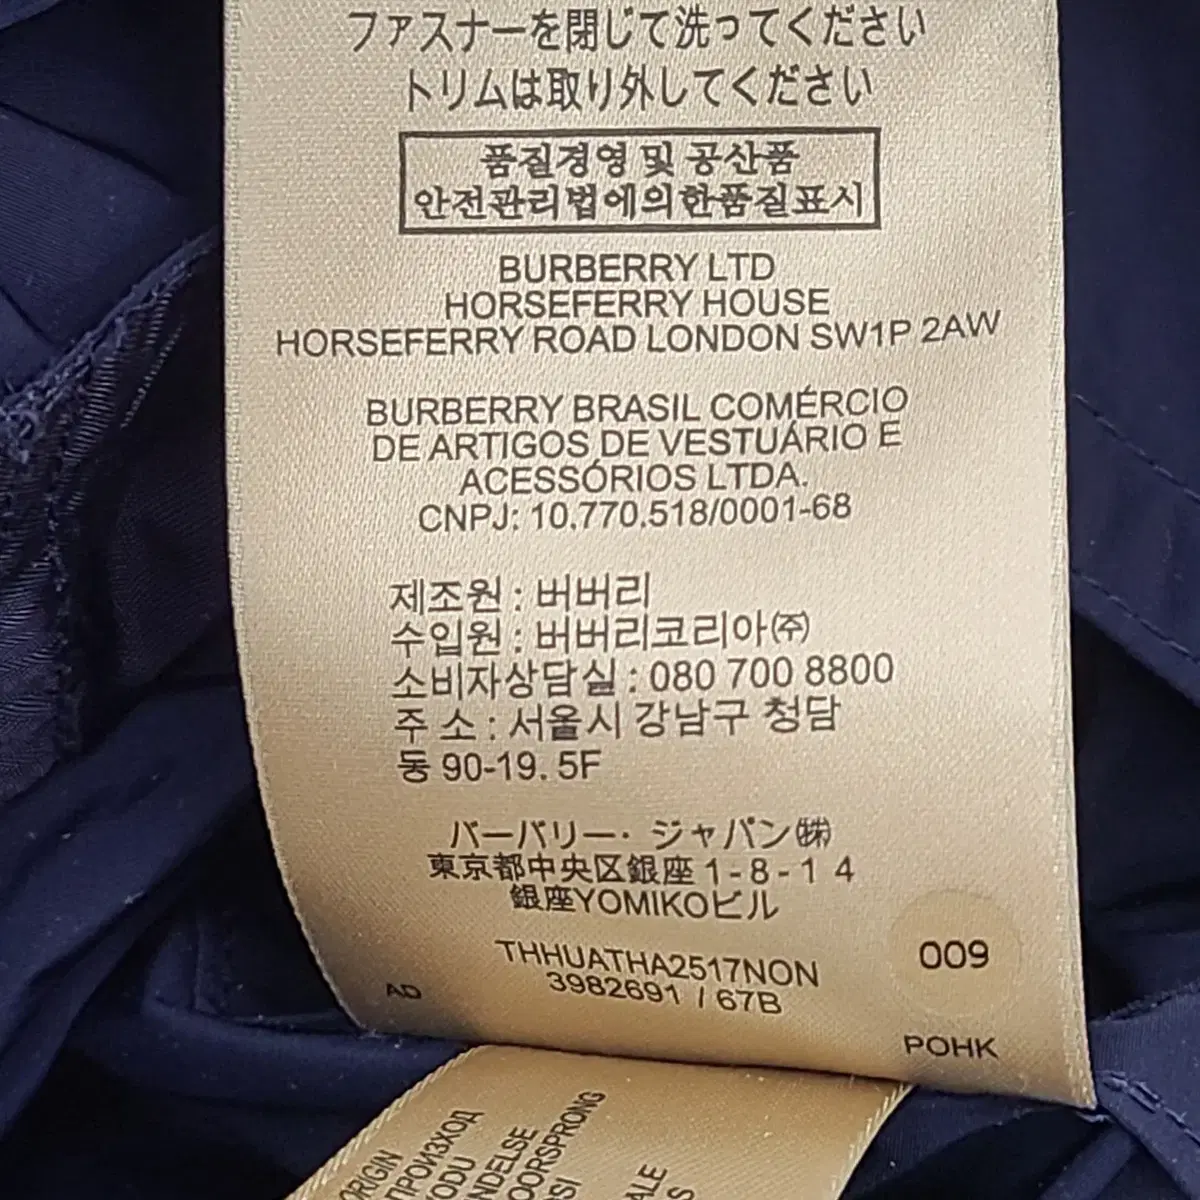 ファスナーを閉じて洗ってください
トリムは取り外してください
품질경영 및 공산품
안전관리법에의한품질표시
BURBERRY LTD
HORSEFERRY HOUSE
HORSEFERRY ROAD LONDON SW1P 2AW
BURBERRY BRASIL COMÉRCIO
DE ARTIGOS DE VESTUÁRIO E
ACESSÓRIOS LTDA.
CNPJ: 10.770.518/0001-68
제조원 : 버버리
수입원 : 버버리코리아㈜
소비자상담실 : 080 700 8800
주 소 : 서울시 강남구 청담
동 90-19. 5F
バーバリー・ジャパン㈱
東京都中央区銀座1-8-14
銀座YOMIKOビル
THHUATHA2517NON
3982691 / 67B
AD
009
POHK
ORIGIN
ПРОИЗХОД